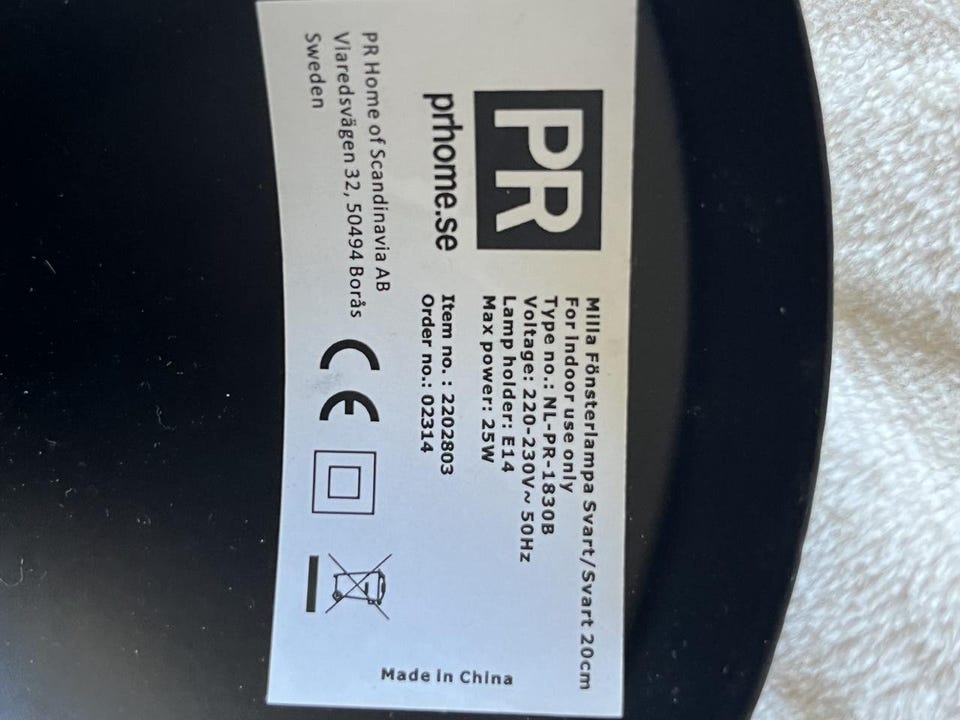 PR
prhome.se
Milla Fönsterlampa Svart/Svart 20cm
For Indoor use only
Type no.: NL-PR-1830B
Voltage: 220-230V~ 50Hz
Lamp holder: E14
Max power: 25W
Item no. : 2202803
Order no.: 02314
PR Home of Scandinavia AB
Viaredsvägen 32, 50494 Borås
Sweden
CE
Made in China